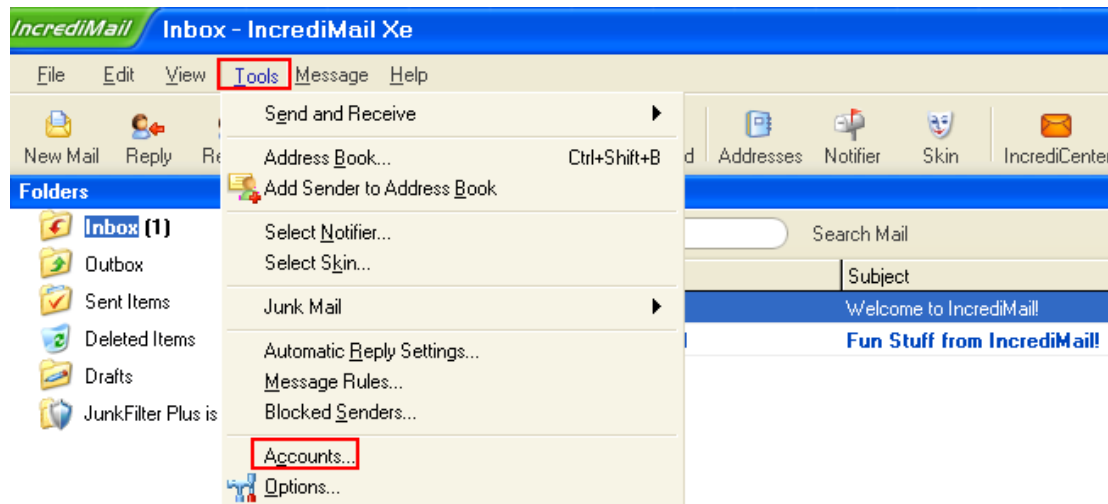 IncrediMail Inbox - IncrediMail Xe
File Edit View Tools Message Help
New Mail Reply Re d Addresses Notifier Skin IncrediCenter
Send and Receive
Address Book... Ctrl+Shift+B
Add Sender to Address Book
Select Notifier...
Select Skin...
Junk Mail
Automatic Reply Settings...
Message Rules...
Blocked Senders...
Accounts...
Options...
Folders
Inbox (1)
Outbox
Sent Items
Deleted Items
Drafts
JunkFilter Plus is
Search Mail
Subject
Welcome to IncrediMail!
Fun Stuff from IncrediMail!